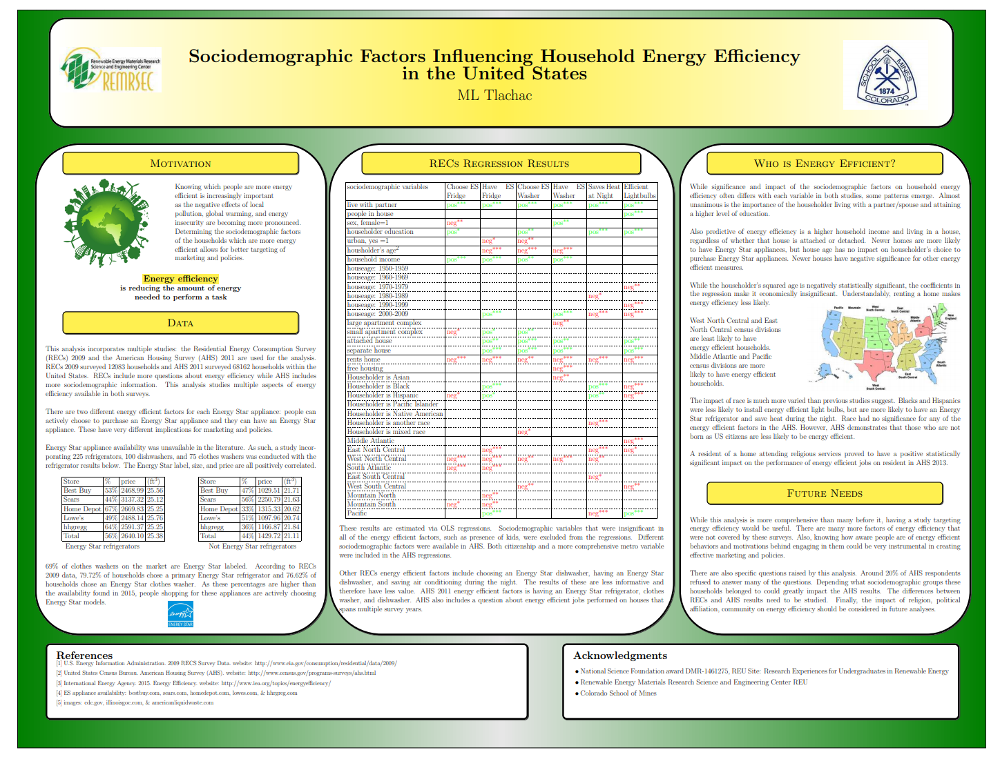 Renewable Energy Materials Research
Science and Engineering Center
REMRSEC
Sociodemographic Factors Influencing Household Energy Efficiency
in the United States
ML Tlachac
SCHOOL OF MINES
1874
COLORADO
Motivation
Knowing which people are more energy
efficient is increasingly important
as the negative effects of local
pollution, global warming, and energy
insecurity are becoming more pronounced.
Determining the sociodemographic factors
of the households which are more energy
efficient allows for better targeting of
marketing and policies.
Energy efficiency
is reducing the amount of energy
needed to perform a task
Data
This analysis incorporates multiple studies: the Residential Energy Consumption Survey
(RECs) 2009 and the American Housing Survey (AHS) 2011 are used for the analysis.
RECs 2009 surveyed 12083 households and AHS 2011 surveyed 68162 households within the
United States. RECs include more questions about energy efficiency while AHS includes
more sociodemographic information. This analysis studies multiple aspects of energy
efficiency available in both surveys.
There are two different energy efficient factors for each Energy Star appliance: people can
actively choose to purchase an Energy Star appliance and they can have an Energy Star
appliance. These have very different implications for marketing and policies.
Energy Star appliance availability was unavailable in the literature. As such, a study incor-
porating 225 refrigerators, 100 dishwashers, and 75 clothes washers was conducted with the
refrigerator results below. The Energy Star label, size, and price are all positively correlated.
Store % price (ft³)
Best Buy 53% 2468.99 25.56
Sears 44% 3137.32 25.12
Home Depot 67% 2669.83 25.25
Lowe's 49% 2488.14 25.76
hhgregg 64% 2591.37 25.25
Total 56% 2640.10 25.38
Energy Star refrigerators
Store % price (ft³)
Best Buy 47% 1029.51 21.71
Sears 56% 2250.79 21.63
Home Depot 33% 1315.33 20.62
Lowe's 51% 1097.96 20.74
hhgregg 36% 1166.87 21.84
Total 44% 1429.72 21.11
Not Energy Star refrigerators
69% of clothes washers on the market are Energy Star labeled. According to RECs
2009 data, 79.72% of households chose a primary Energy Star refrigerator and 76.62% of
households chose an Energy Star clothes washer. As these percentages are higher than
the availability found in 2015, people shopping for these appliances are actively choosing
Energy Star models.
energy
ENERGY STAR
RECs Regression Results
sociodemographic variables Choose ES Fridge Have ES Fridge Choose ES Washer Have ES Washer Saves Heat at Night Efficient Lightbulbs
live with partner pos*** pos*** pos*** pos*** pos*** pos***
people in house pos***
sex, female=1 neg** pos**
householder education pos* pos** pos*** pos***
urban, yes =1 neg* neg**
housholder's age² neg*** neg*** neg***
household income pos*** pos*** pos** pos***
houseage: 1950-1959
houseage: 1960-1969
houseage: 1970-1979 neg**
houseage: 1980-1989 neg*
houseage: 1990-1999 neg***
houseage: 2000-2009 pos*** pos*** neg*** neg***
large apartment complex neg**
small apartment complex neg* pos* pos**
attached house pos** pos*** pos** pos**
separate house pos*** pos*** pos*** pos***
rents home neg*** neg*** neg** neg*** neg*** neg***
free housing neg***
Householder is Asian neg**
Householder is Black pos*** pos*** neg***
Householder is Hispanic neg* pos* pos** neg***
Householder is Pacific Islander
Householder is Native American
Householder is another race neg***
Householder is mixed race neg*
Middle Atlantic neg***
East North Central neg*** neg*** neg*
West North Central neg*** neg*** neg** neg*** neg**
South Atlantic neg*** neg***
East South Central neg*
West South Central neg** neg**
Mountain North neg**
Mountain South neg* neg**
Pacific pos*** neg*** pos***
These results are estimated via OLS regressions. Sociodemographic variables that were insignificant in
all of the energy efficient factors, such as presence of kids, were excluded from the regressions. Different
sociodemographic factors were available in AHS. Both citizenship and a more comprehensive metro variable
were included in the AHS regressions.
Other RECs energy efficient factors include choosing an Energy Star dishwasher, having an Energy Star
dishwasher, and saving air conditioning during the night. The results of these are less informative and
therefore have less value. AHS 2011 energy efficient factors is having an Energy Star refrigerator, clothes
washer, and dishwasher. AHS also includes a question about energy efficient jobs performed on houses that
spans multiple survey years.
Who is Energy Efficient?
While significance and impact of the sociodemographic factors on household energy
efficiency often differs with each variable in both studies, some patterns emerge. Almost
unanimous is the importance of the householder living with a partner/spouse and attaining
a higher level of education.
Also predictive of energy efficiency is a higher household income and living in a house,
regardless of whether that house is attached or detached. Newer homes are more likely
to have Energy Star appliances, but house age has no impact on householder's choice to
purchase Energy Star appliances. Newer houses have negative significance for other energy
efficient measures.
While the householder's squared age is negatively statistically significant, the coefficients in
the regression make it economically insignificant. Understandably, renting a home makes
energy efficiency less likely.
West North Central and East
North Central census divisions
are least likely to have
energy efficient households.
Middle Atlantic and Pacific
census divisions are more
likely to have energy efficient
households.
Pacific
Mountain
West North Central
East North Central
Middle Atlantic
New England
South Atlantic
East South Central
West South Central
The impact of race is much more varied than previous studies suggest. Blacks and Hispanics
were less likely to install energy efficient light bulbs, but are more likely to have an Energy
Star refrigerator and save heat during the night. Race had no significance for any of the
energy efficient factors in the AHS. However, AHS demonstrates that those who are not
born as US citizens are less likely to be energy efficient.
A resident of a home attending religious services proved to have a positive statistically
significant impact on the performance of energy efficient jobs on resident in AHS 2013.
Future Needs
While this analysis is more comprehensive than many before it, having a study targeting
energy efficiency would be useful. There are many more factors of energy efficiency that
were not covered by these surveys. Also, knowing how aware people are of energy efficient
behaviors and motivations behind engaging in them could be very instrumental in creating
effective marketing and policies.
There are also specific questions raised by this analysis. Around 20% of AHS respondents
refused to answer many of the questions. Depending what sociodemographic groups these
households belonged to could greatly impact the AHS results. The differences between
RECs and AHS results need to be studied. Finally, the impact of religion, political
affiliation, community on energy efficiency should be considered in future analyses.
References
[1] U.S. Energy Information Administration. 2009 RECS Survey Data. website: http://www.eia.gov/consumption/residential/data/2009/
[2] United States Census Bureau. American Housing Survey (AHS). website: http://www.census.gov/programs-surveys/ahs.html
[3] International Energy Agency. 2015. Energy Efficiency. website: http://www.iea.org/topics/energyefficiency/
[4] ES appliance availability: bestbuy.com, sears.com, homedepot.com, lowes.com, & hhrgreg.com
[5] images: cdc.gov, illinoisgoc.com, & americanliquidwaste.com
Acknowledgments
• National Science Foundation award DMR-1461275, REU Site: Research Experiences for Undergraduates in Renewable Energy
• Renewable Energy Materials Research Science and Engineering Center REU
• Colorado School of Mines